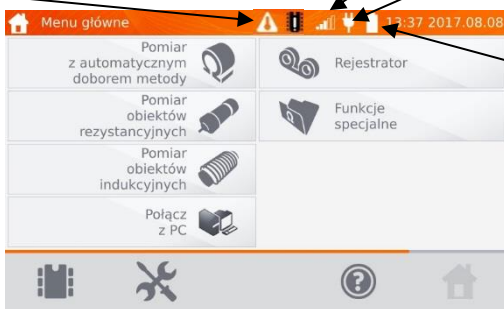 Menu główne
13:37 2017.08.08
Pomiar
z automatycznym
doborem metody
Rejestrator
Pomiar
obiektów
rezystancyjnych
Funkcje
specjalne
Pomiar
obiektów
indukcyjnych
Połącz
z PC